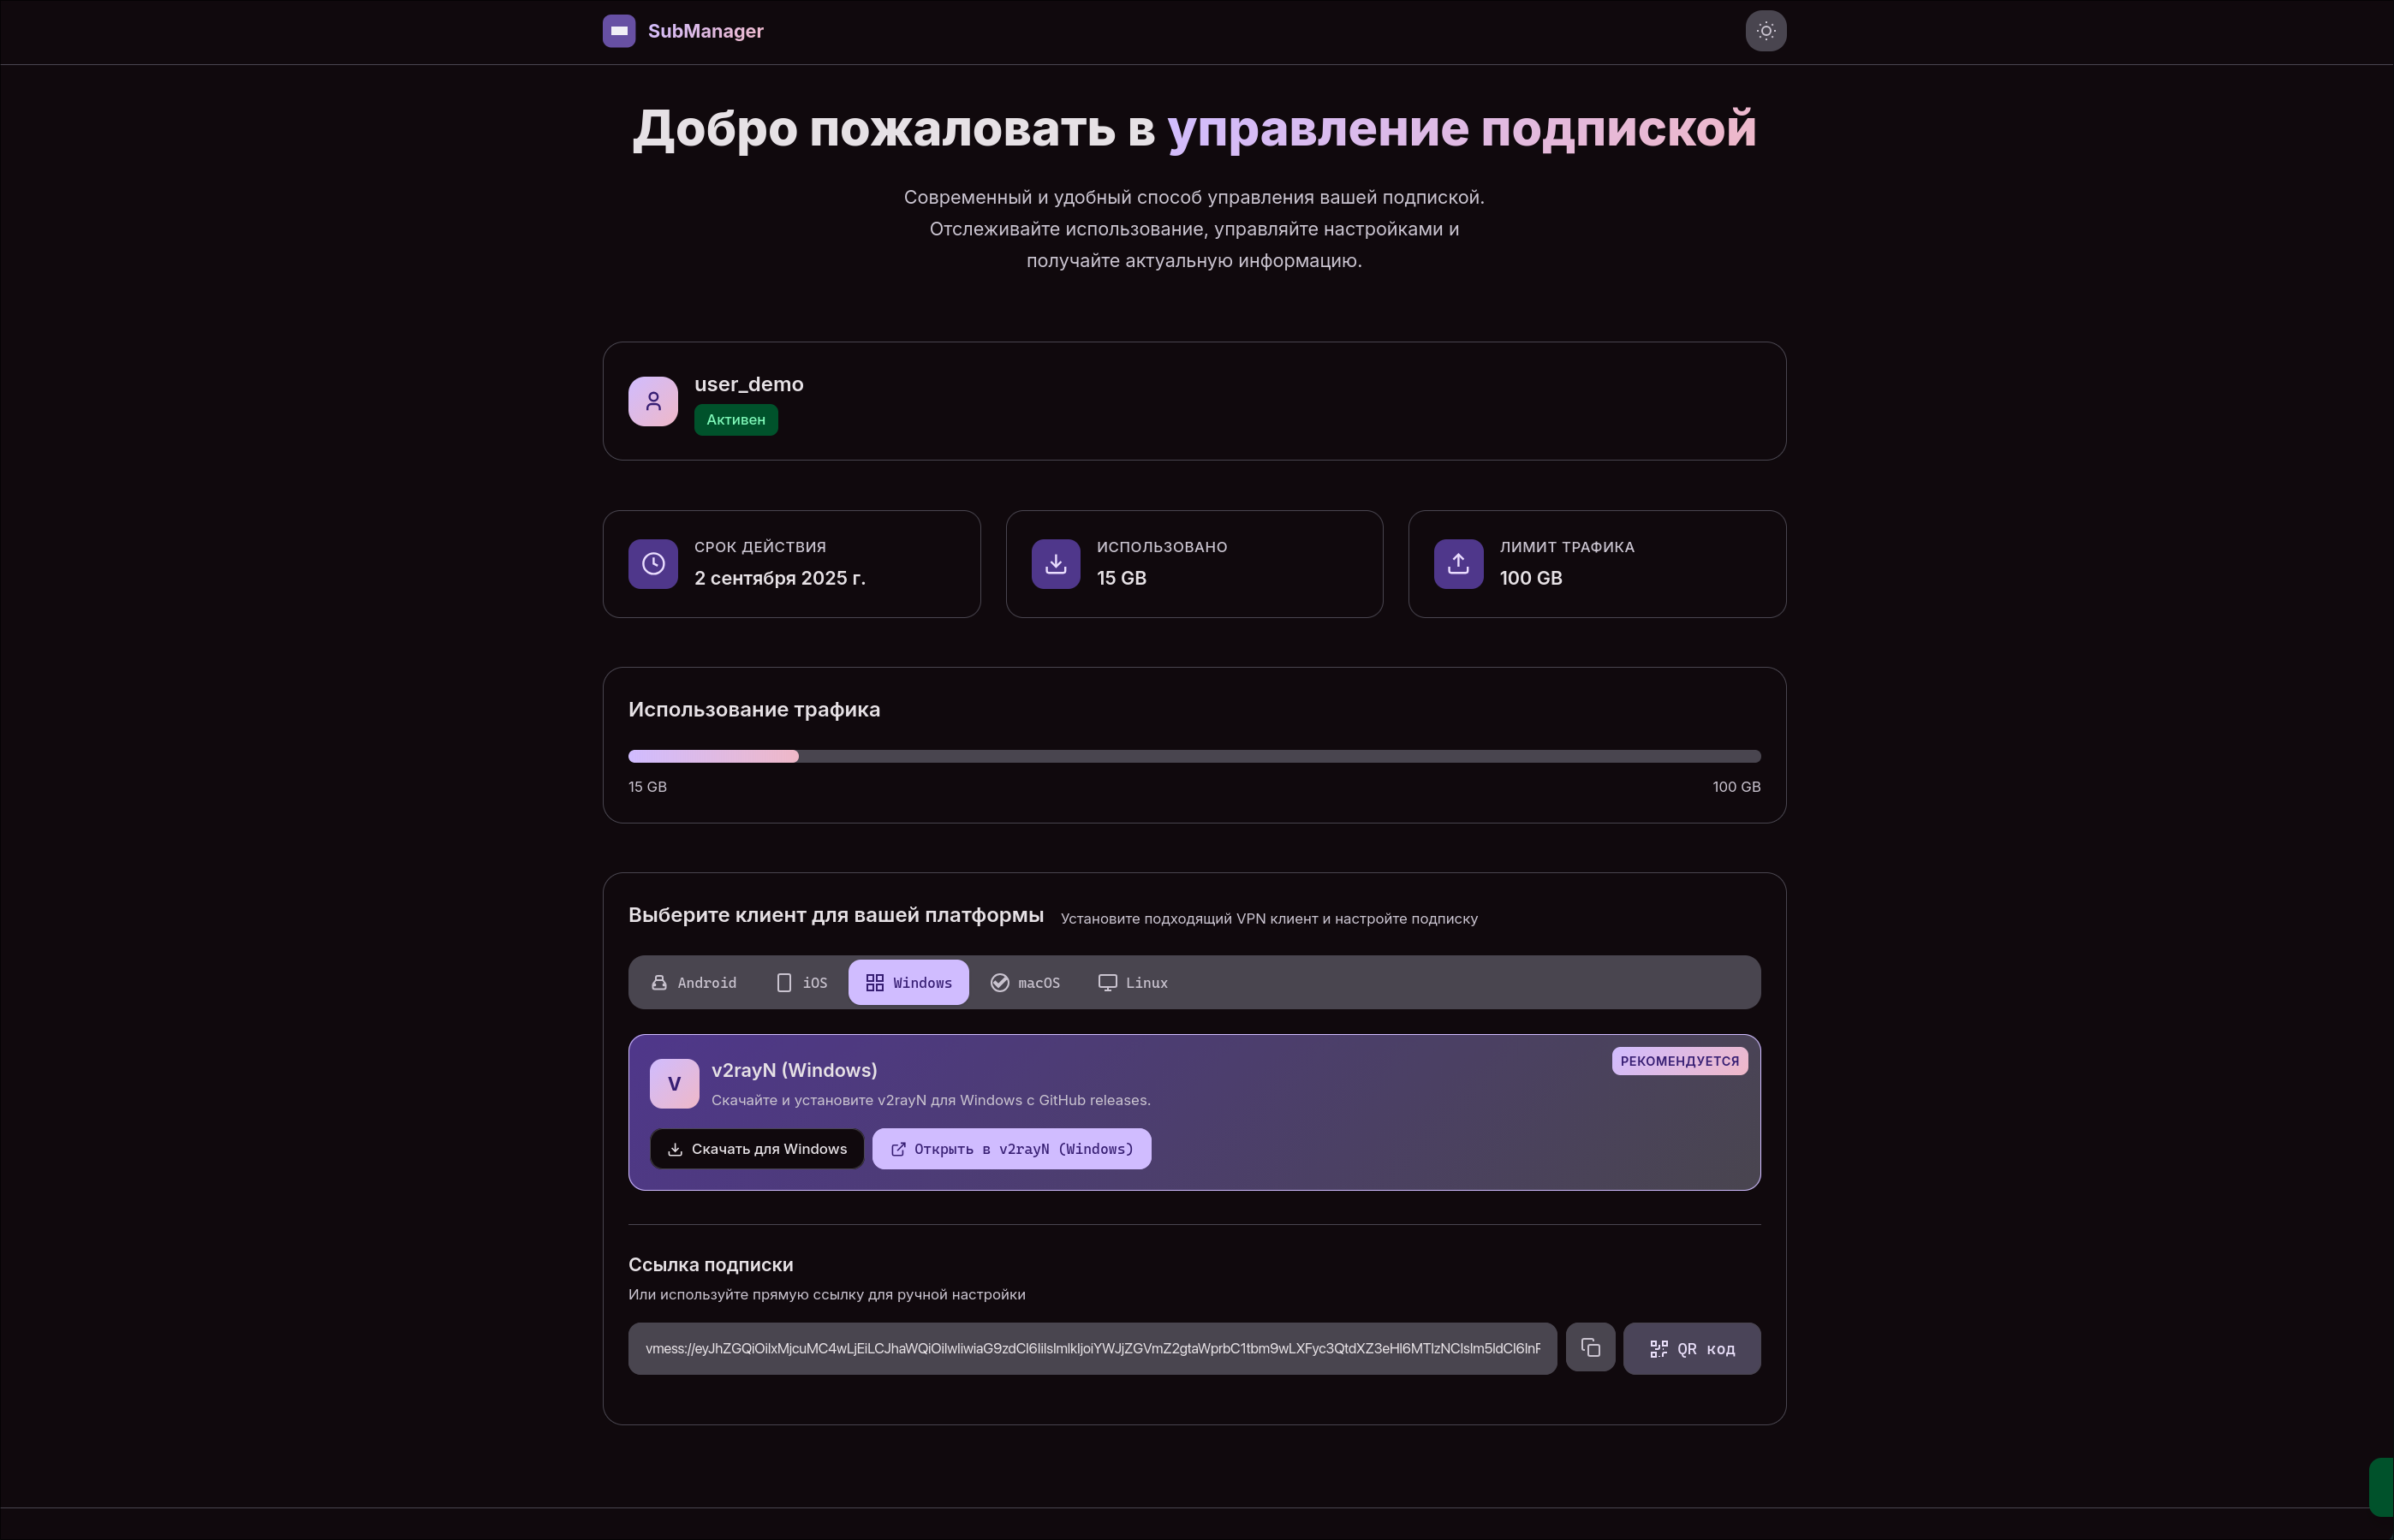 SubManager
Добро пожаловать в управление подпиской
Современный и удобный способ управления вашей подпиской.
Отслеживайте использование, управляйте настройками и
получайте актуальную информацию.
user_demo
Активен
СРОК ДЕЙСТВИЯ
2 сентября 2025 г.
ИСПОЛЬЗОВАНО
15 GB
ЛИМИТ ТРАФИКА
100 GB
Использование трафика
15 GB
100 GB
Выберите клиент для вашей платформы
Установите подходящий VPN клиент и настройте подписку
Android
iOS
Windows
macOS
Linux
РЕКОМЕНДУЕТСЯ
V
v2rayN (Windows)
Скачайте и установите v2rayN для Windows с GitHub releases.
Скачать для Windows
Открыть в v2rayN (Windows)
Ссылка подписки
Или используйте прямую ссылку для ручной настройки
QR код